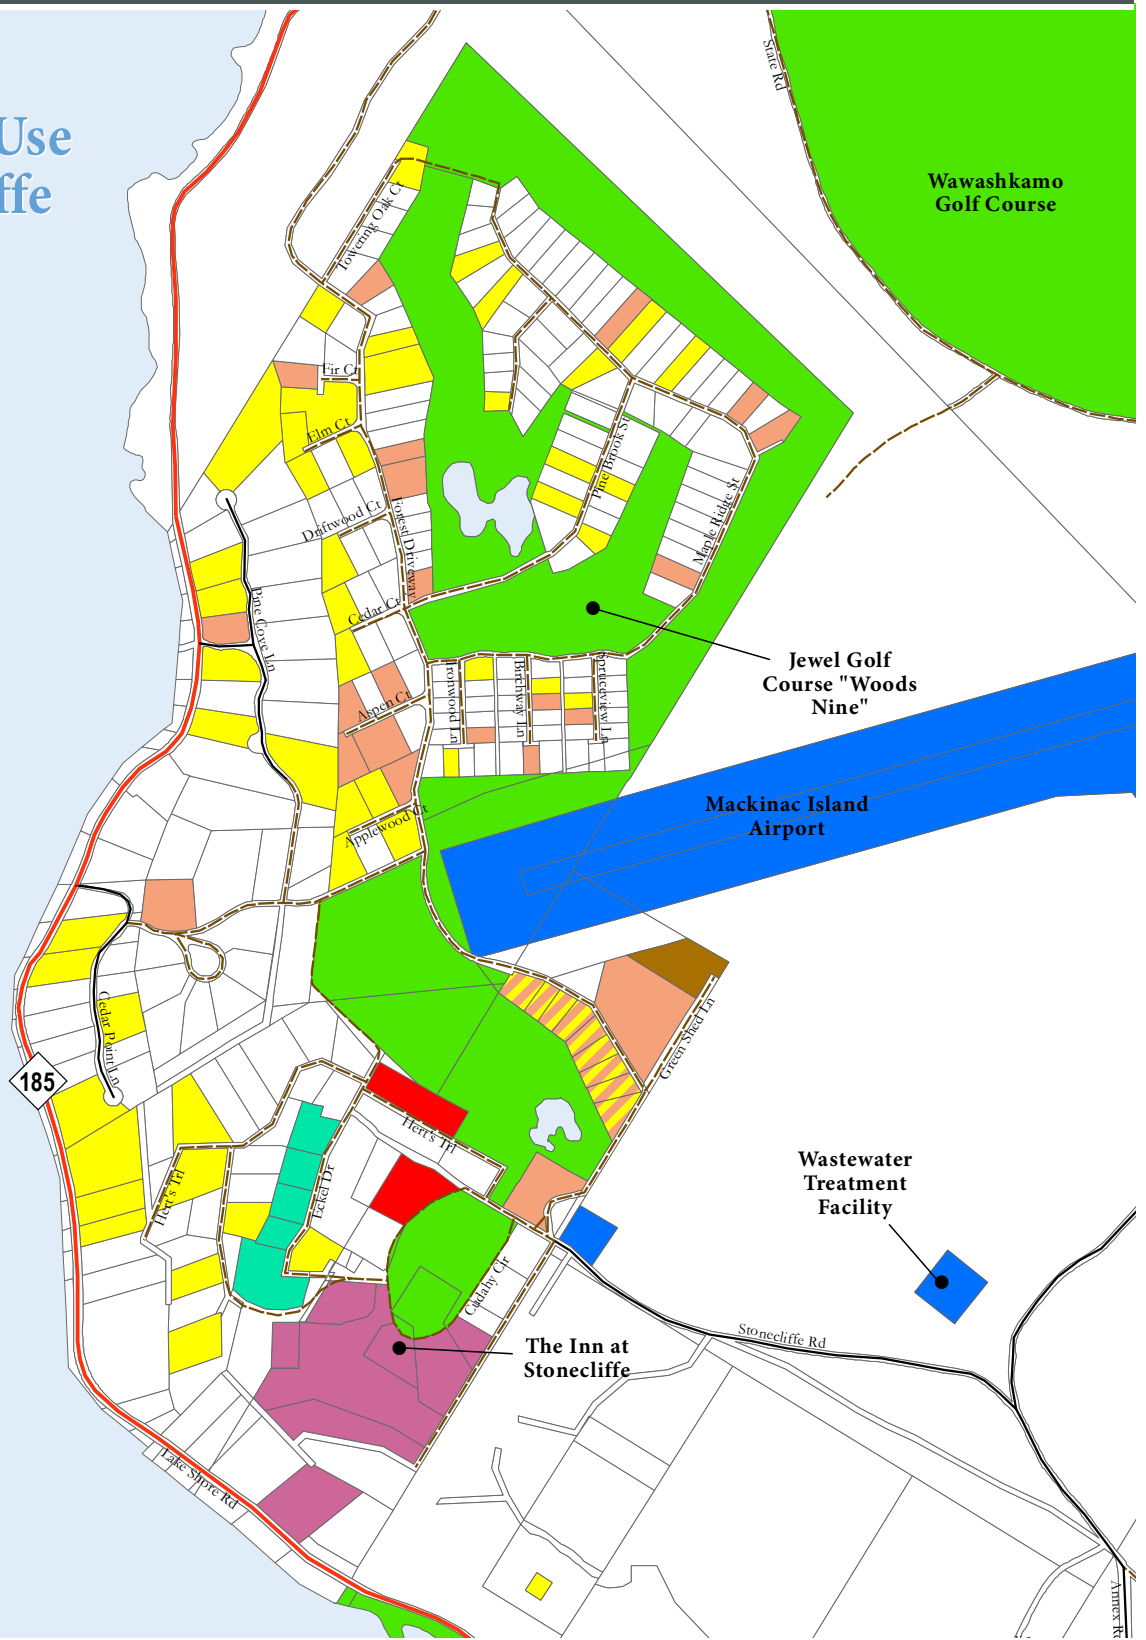 Use
ffe
State Rd
Wawashkamo
Golf Course
Towering Oak Ct
Fir Ct
Elm Ct
Driftwood Ct
Forest Driveway
Pine Brook St
Maple Ridge St
Pine Cove Ln
Cedar Ct
Jewel Golf
Course "Woods
Nine"
Ironwood Ln
Birchway Ln
Spruceview Ln
Aspen Ct
Mackinac Island
Airport
Applewood Ct
Cedar Point Ln
Green Shed Ln
185
Hert's Trl
Hert's Trl
Eckel Dr
Wastewater
Treatment
Facility
Cudahy Cir
Stonecliffe Rd
The Inn at
Stonecliffe
Lake Shore Rd
Annex Rd